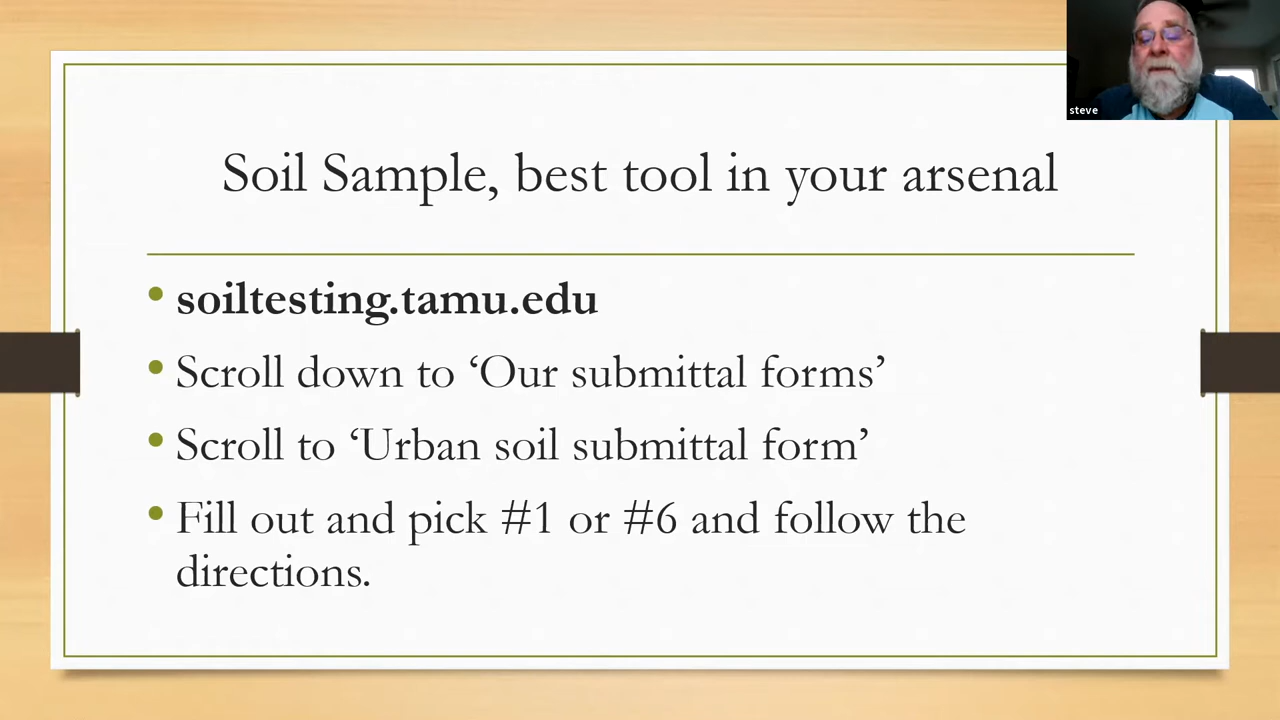 steve
Soil Sample, best tool in your arsenal
• soiltesting.tamu.edu
• Scroll down to ‘Our submittal forms’
• Scroll to ‘Urban soil submittal form’
• Fill out and pick #1 or #6 and follow the
directions.